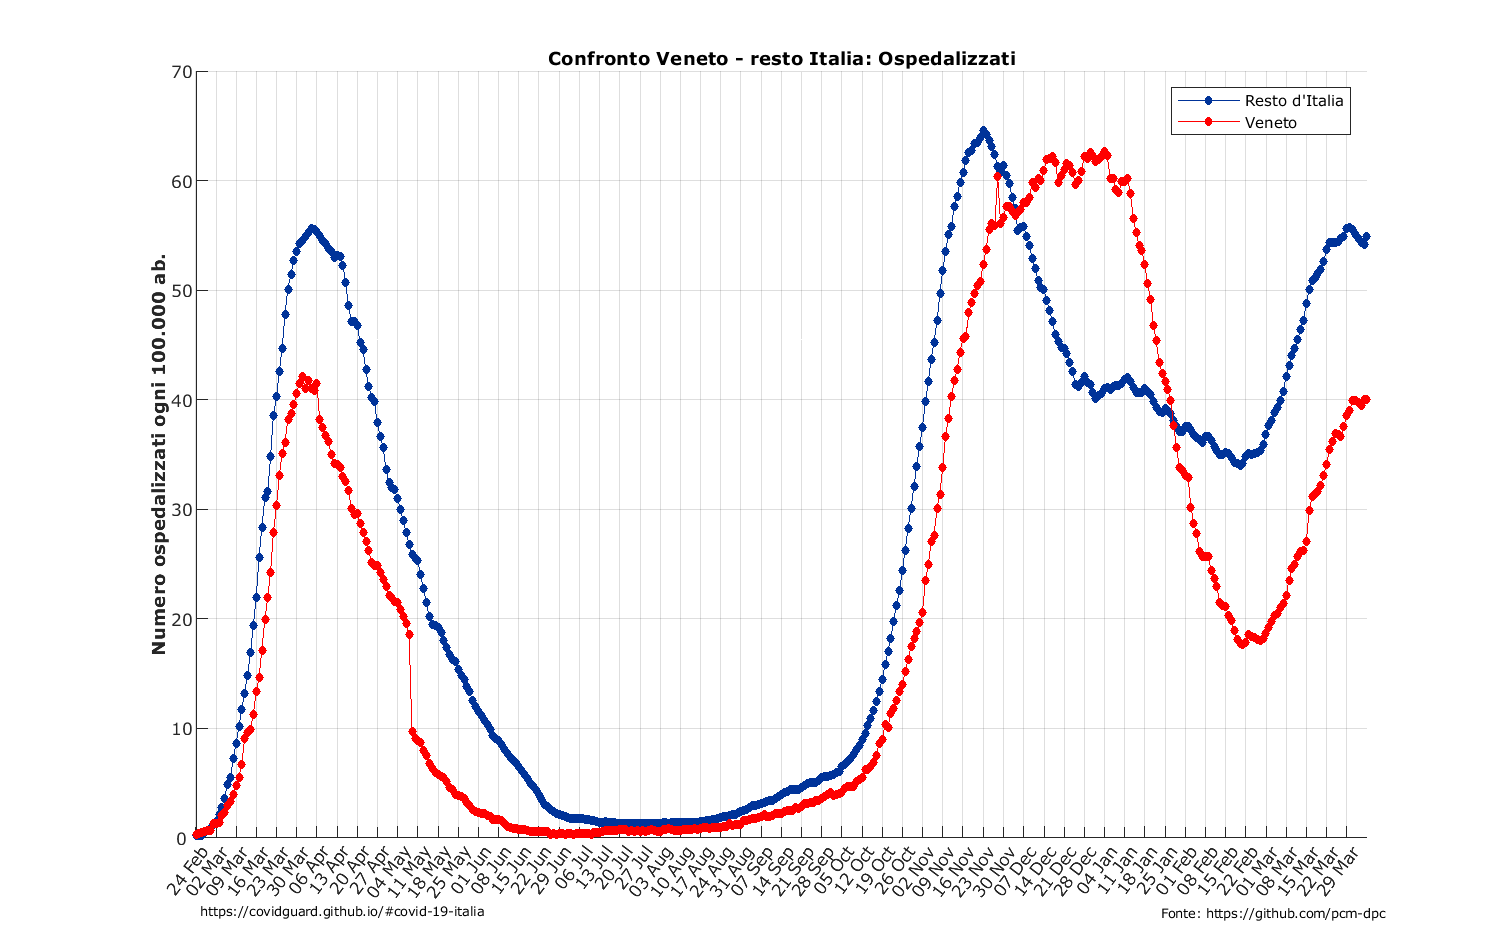 Confronto Veneto - resto Italia: Ospedalizzati
Resto d'Italia
Veneto
Numero ospedalizzati ogni 100.000 ab.
70
60
50
40
30
20
10
0
24 Feb
02 Mar
09 Mar
16 Mar
23 Mar
30 Mar
06 Apr
13 Apr
20 Apr
27 Apr
04 May
11 May
18 May
25 May
01 Jun
08 Jun
15 Jun
22 Jun
29 Jun
06 Jul
13 Jul
20 Jul
27 Jul
03 Aug
10 Aug
17 Aug
24 Aug
31 Aug
07 Sep
14 Sep
21 Sep
28 Sep
05 Oct
12 Oct
19 Oct
26 Oct
02 Nov
09 Nov
16 Nov
23 Nov
30 Nov
07 Dec
14 Dec
21 Dec
28 Dec
04 Jan
11 Jan
18 Jan
25 Jan
01 Feb
08 Feb
15 Feb
22 Feb
01 Mar
08 Mar
15 Mar
22 Mar
29 Mar
https://covidguard.github.io/#covid-19-italia
Fonte: https://github.com/pcm-dpc